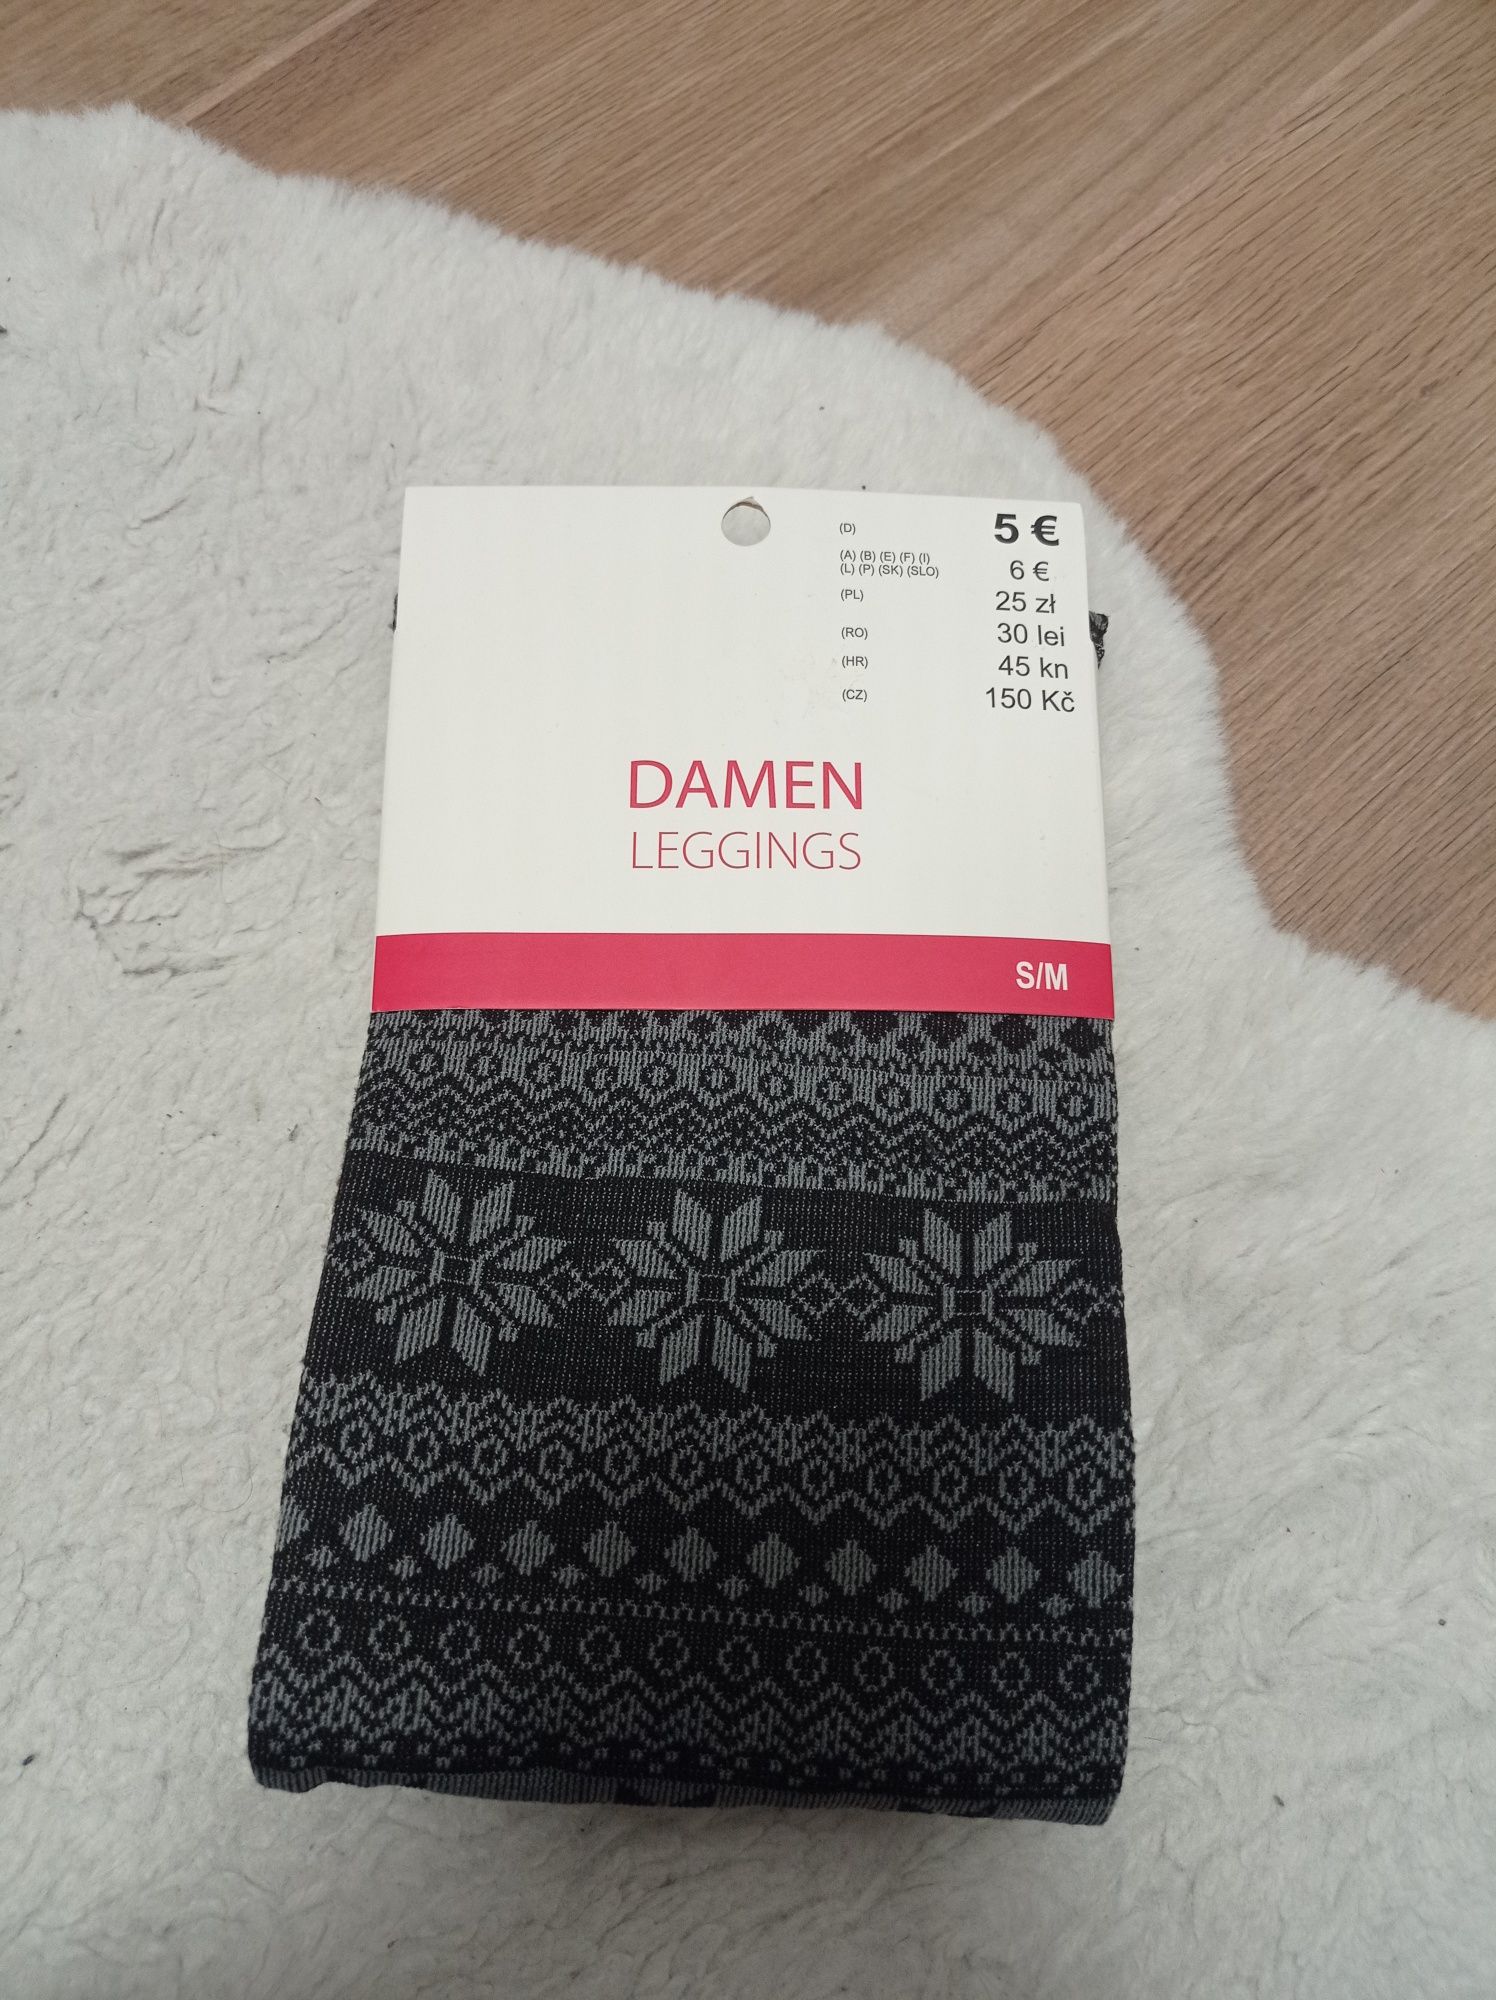 (D) 5 €
(A) (B) (E) (F) (I)
(L) (P) (SK) (SLO) 6 €
(PL) 25 zł
(RO) 30 lei
(HR) 45 kn
(CZ) 150 Kč
DAMEN
LEGGINGS
S/M